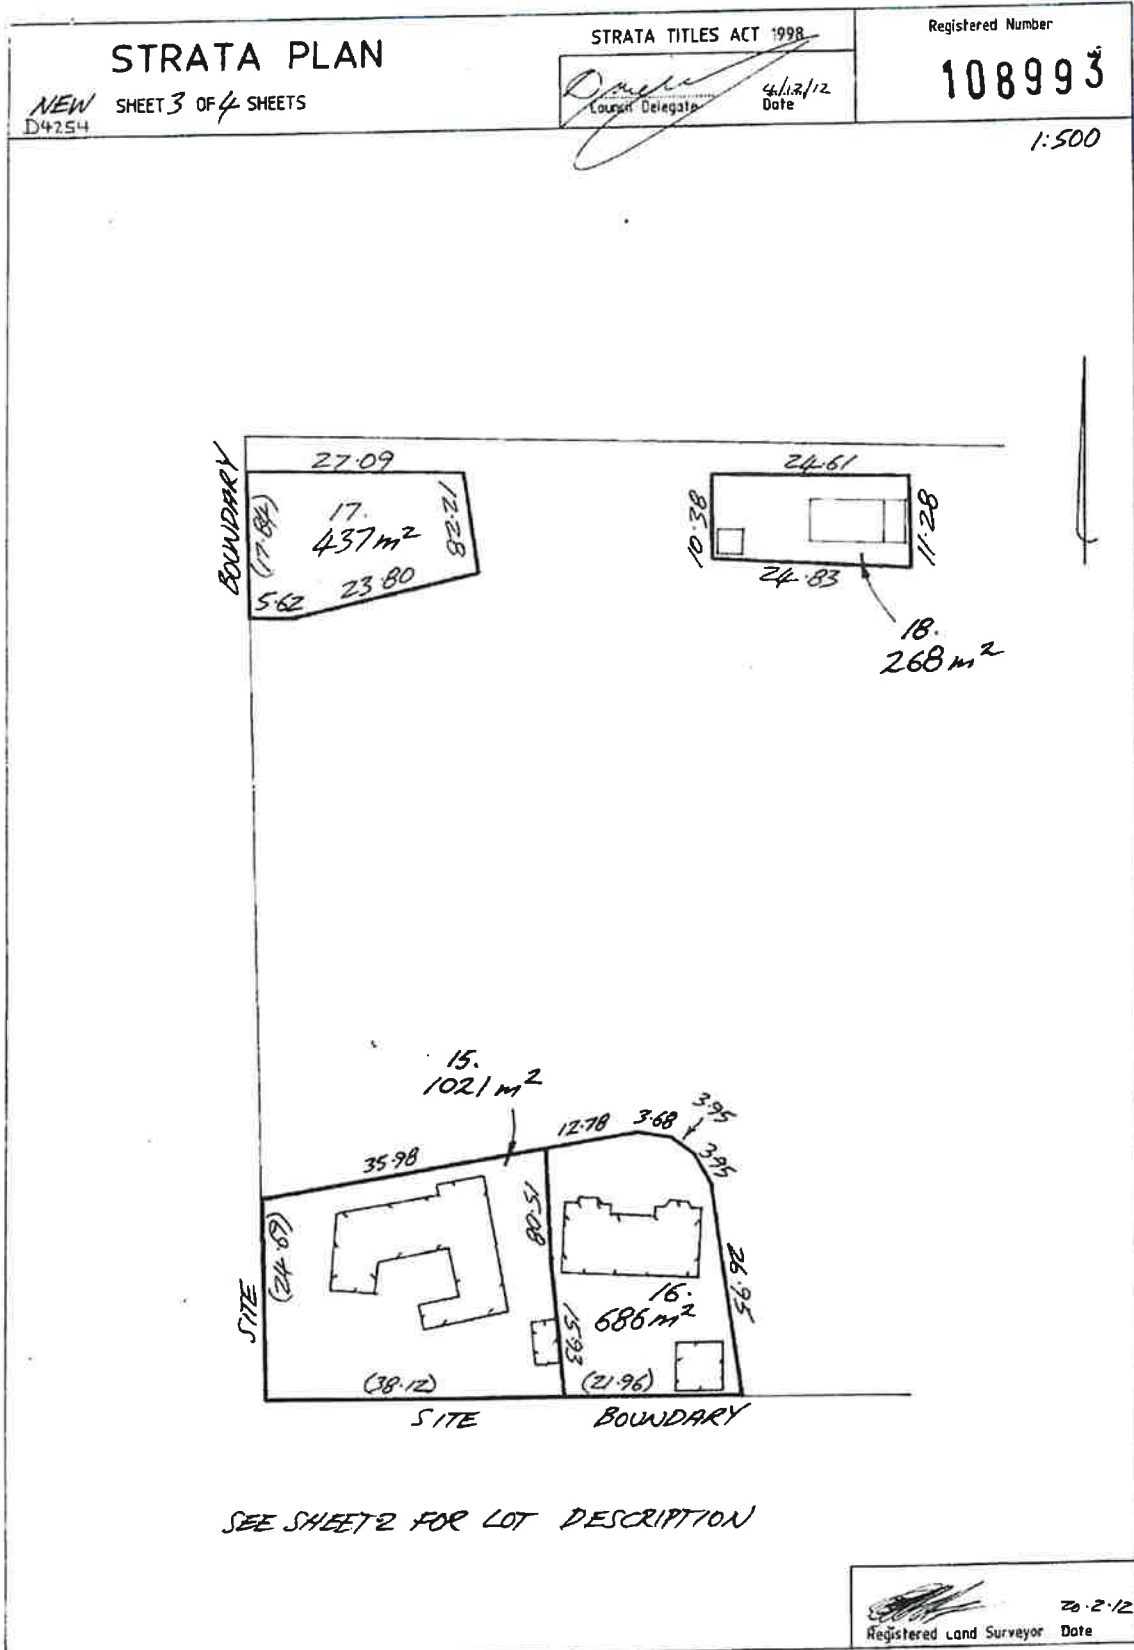 STRATA PLAN
NEW SHEET 3 OF 4 SHEETS
D4254
STRATA TITLES ACT 1998
Council Delegate
4/12/12
Date
Registered Number
108993
1:500
BOUNDARY
27·09
(17·84)
17.
437m²
12·28
23·80
5·62
24·61
10·38
11·28
24·83
18.
268m²
15.
1021m²
12·78
3·68
3·95
3·95
35·98
(24·69)
15·08
26·95
16.
686m²
15·93
SITE
(38·12)
(21·96)
SITE BOUNDARY
SEE SHEET 2 FOR LOT DESCRIPTION
20·2·12
Registered Land Surveyor Date